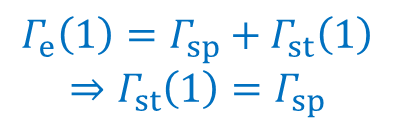 𝛤e(1) = 𝛤sp + 𝛤st(1)
⇒ 𝛤st(1) = 𝛤sp